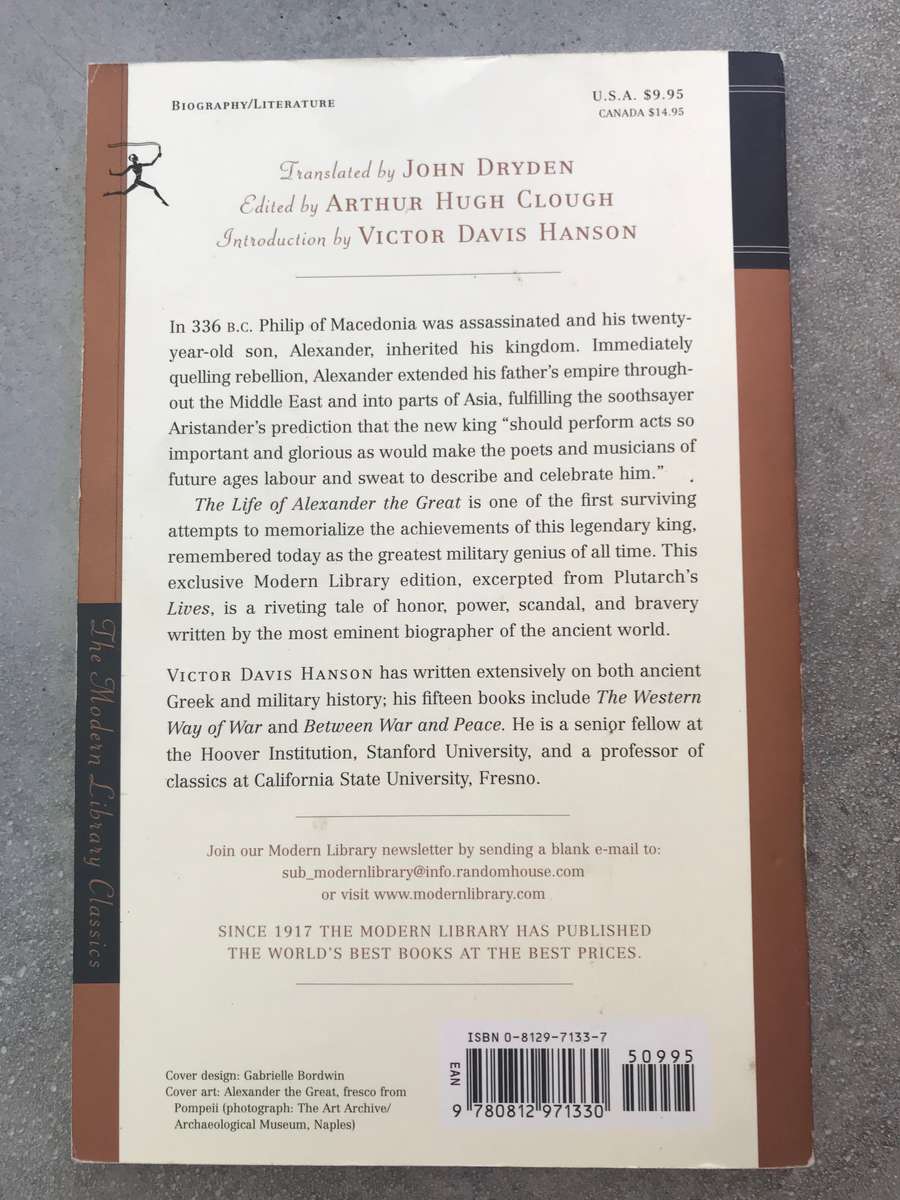 BIOGRAPHY/LITERATURE
U.S.A. $9.95
CANADA $14.95
Translated by JOHN DRYDEN
Edited by ARTHUR HUGH CLOUGH
Introduction by VICTOR DAVIS HANSON
In 336 B.C. Philip of Macedonia was assassinated and his twenty-
year-old son, Alexander, inherited his kingdom. Immediately
quelling rebellion, Alexander extended his father's empire through-
out the Middle East and into parts of Asia, fulfilling the soothsayer
Aristander's prediction that the new king “should perform acts so
important and glorious as would make the poets and musicians of
future ages labour and sweat to describe and celebrate him.”
The Life of Alexander the Great is one of the first surviving
attempts to memorialize the achievements of this legendary king,
remembered today as the greatest military genius of all time. This
exclusive Modern Library edition, excerpted from Plutarch's
Lives, is a riveting tale of honor, power, scandal, and bravery
written by the most eminent biographer of the ancient world.
VICTOR DAVIS HANSON has written extensively on both ancient
Greek and military history; his fifteen books include The Western
Way of War and Between War and Peace. He is a senior fellow at
the Hoover Institution, Stanford University, and a professor of
classics at California State University, Fresno.
Join our Modern Library newsletter by sending a blank e-mail to:
sub_modernlibrary@info.randomhouse.com
or visit www.modernlibrary.com
SINCE 1917 THE MODERN LIBRARY HAS PUBLISHED
THE WORLD'S BEST BOOKS AT THE BEST PRICES.
The Modern Library Classics
Cover design: Gabrielle Bordwin
Cover art: Alexander the Great, fresco from
Pompeii (photograph: The Art Archive/
Archaeological Museum, Naples)
ISBN 0-8129-7133-7
50995
EAN
9 780812 971330